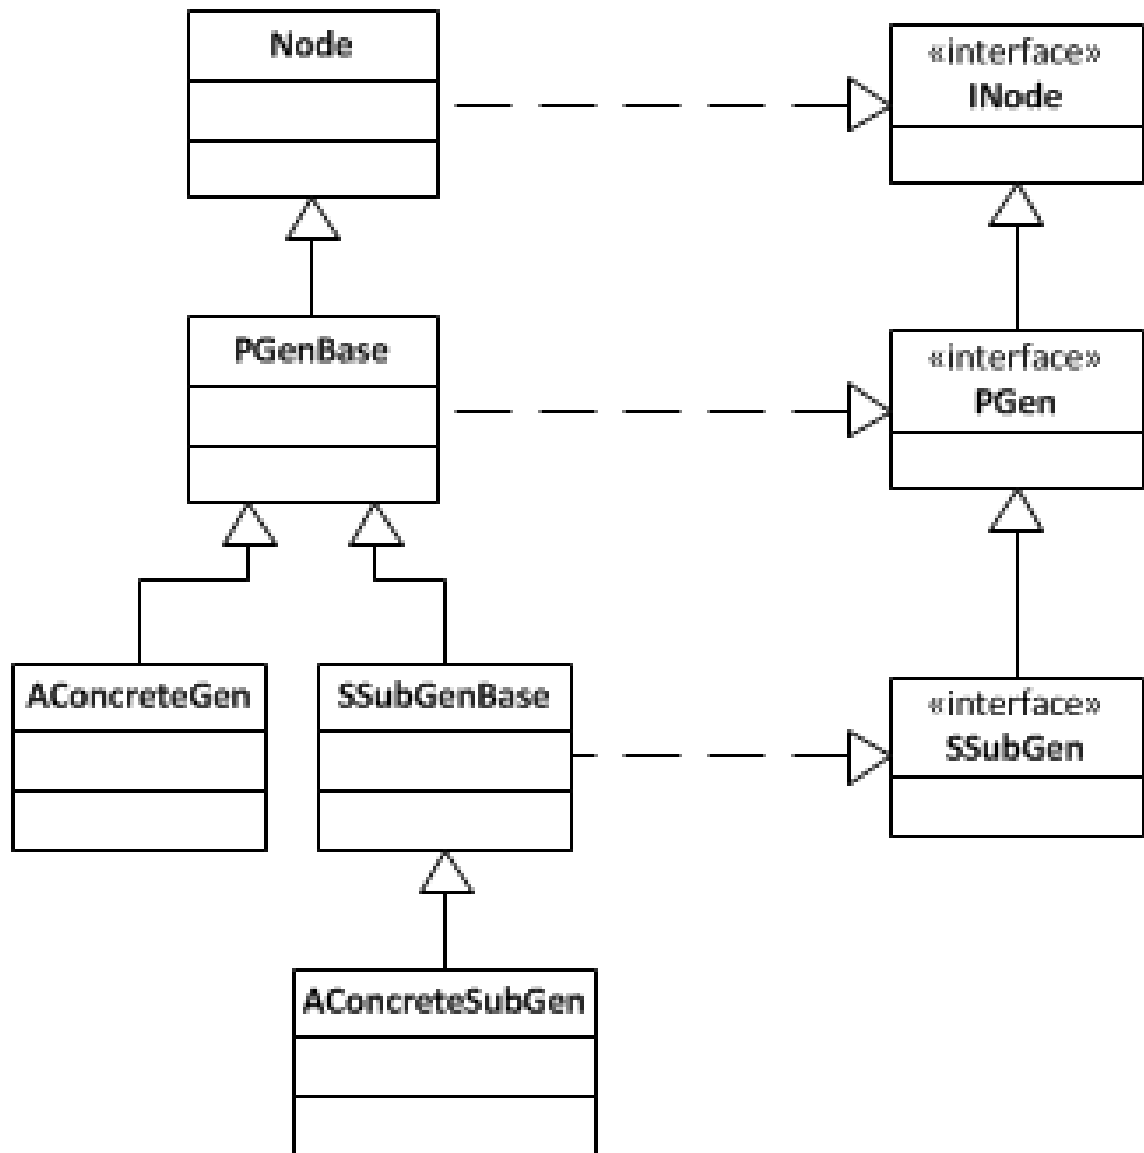 Node
«interface»
INode
PGenBase
«interface»
PGen
AConcreteGen
SSubGenBase
«interface»
SSubGen
AConcreteSubGen